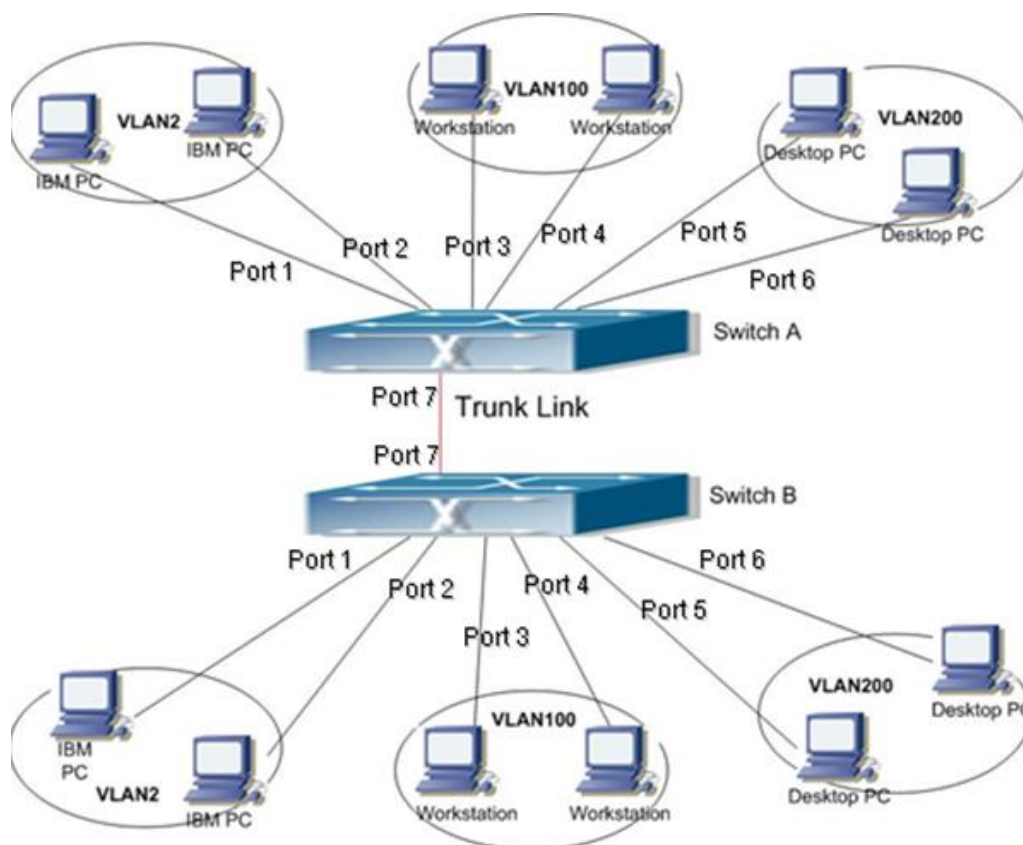 VLAN2
IBM PC
IBM PC
VLAN100
Workstation
Workstation
VLAN200
Desktop PC
Desktop PC
Port 1
Port 2
Port 3
Port 4
Port 5
Port 6
Switch A
Port 7
Trunk Link
Port 7
Switch B
Port 1
Port 2
Port 3
Port 4
Port 5
Port 6
IBM
PC
VLAN2
IBM PC
VLAN100
Workstation
Workstation
VLAN200
Desktop PC
Desktop PC